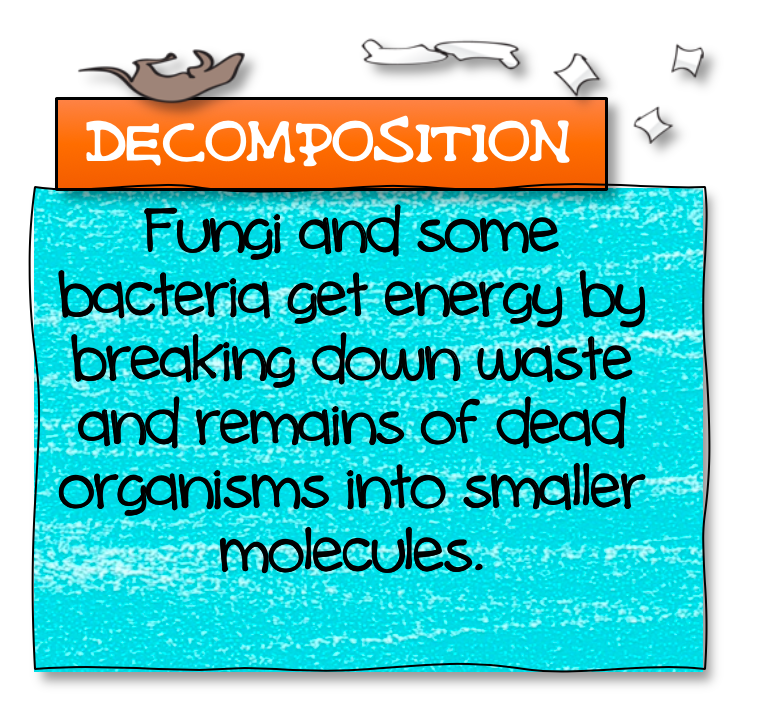 DECOMPOSITION
Fungi and some
bacteria get energy by
breaking down waste
and remains of dead
organisms into smaller
molecules.